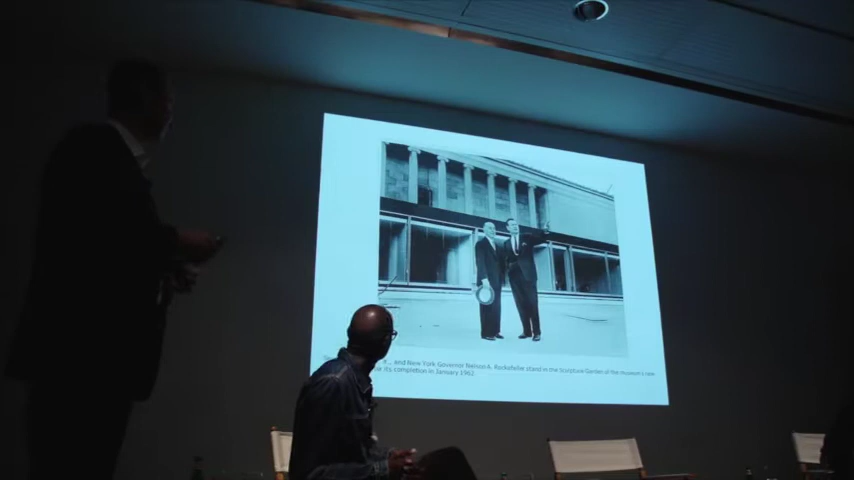 and New York Governor Nelson A. Rockefeller stand in the Sculpture Garden of the museum's new
its completion in January 1962